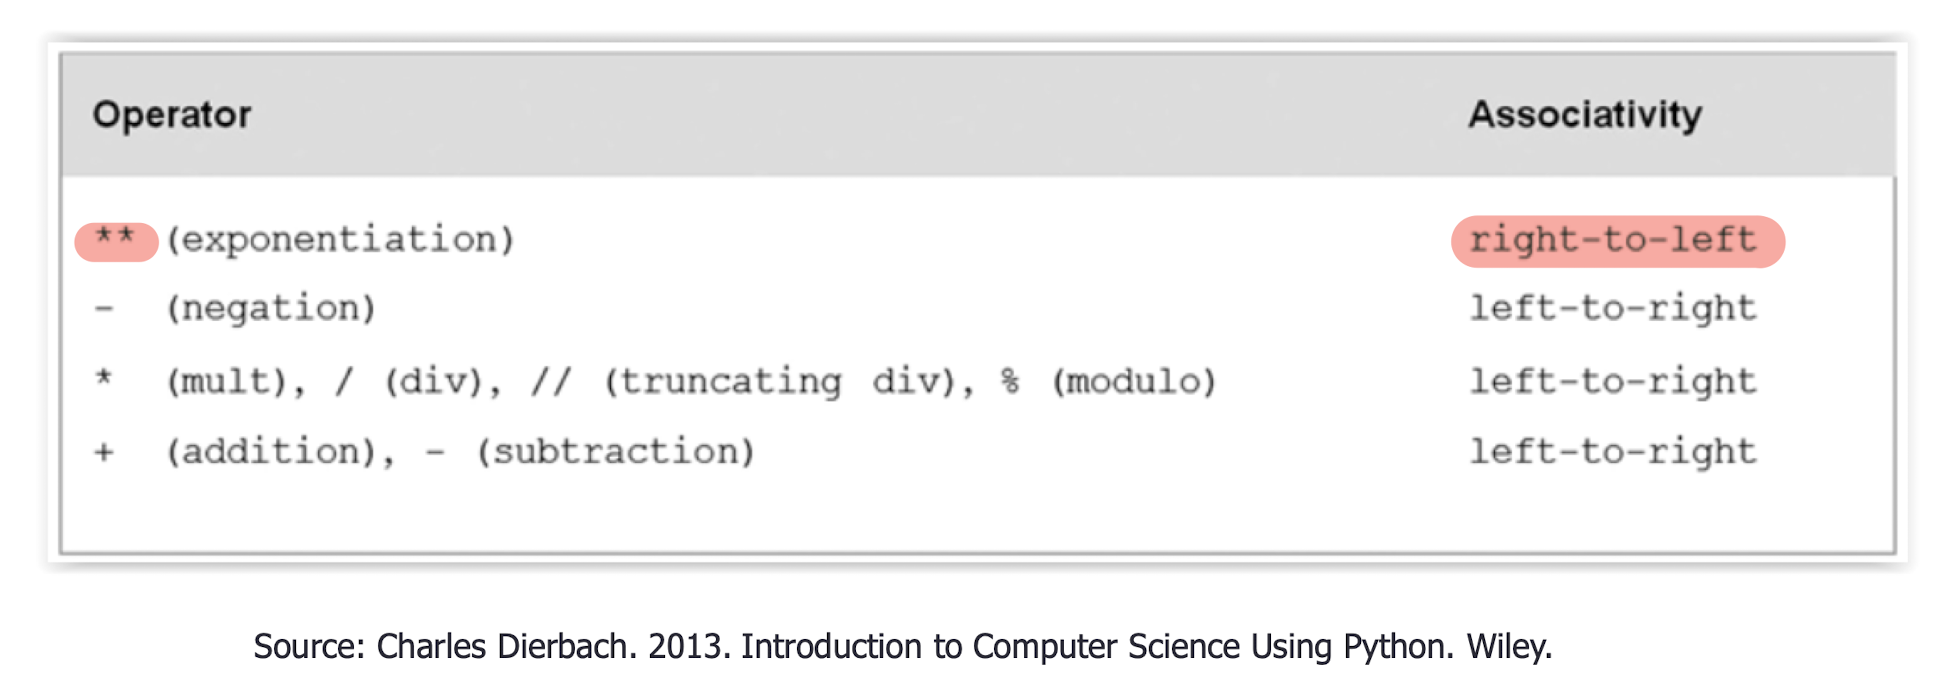 Operator Associativity
** (exponentiation) right-to-left
- (negation) left-to-right
* (mult), / (div), // (truncating div), % (modulo) left-to-right
+ (addition), - (subtraction) left-to-right
Source: Charles Dierbach. 2013. Introduction to Computer Science Using Python. Wiley.